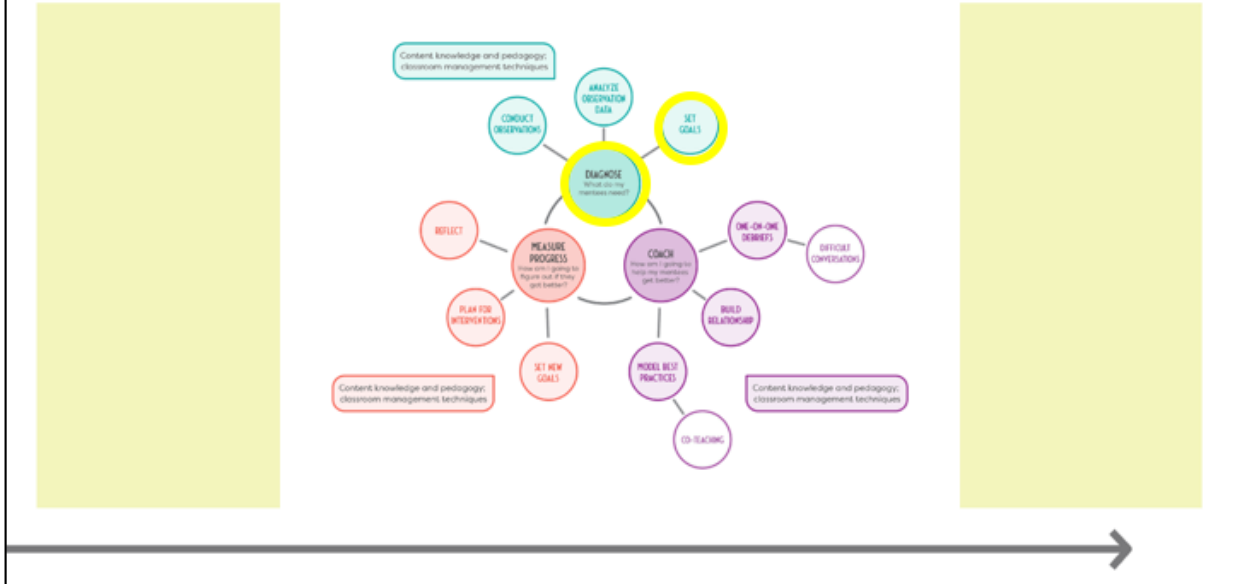 Content knowledge and pedagogy;
classroom management techniques
ANALYZE
OBSERVATION
DATA
CONDUCT
OBSERVATIONS
SET
GOALS
DIAGNOSE
What do my
mentees need?
REFLECT
MEASURE
PROGRESS
How am I going to
figure out if they
got better?
COACH
How am I going to
help my mentees
get better?
ONE-ON-ONE
DEBRIEFS
DIFFICULT
CONVERSATIONS
PLAN FOR
INTERVENTIONS
BUILD
RELATIONSHIP
SET NEW
GOALS
MODEL BEST
PRACTICES
Content knowledge and pedagogy;
classroom management techniques
Content knowledge and pedagogy;
classroom management techniques
CO-TEACHING